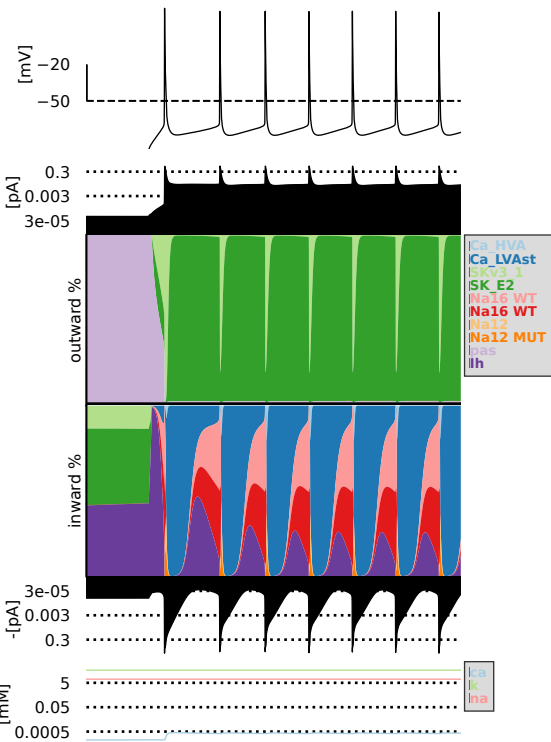 [mV]
−20
−50
[pA]
0.3
0.003
3e-05
outward %
Ca_HVA
Ca_LVAst
SKv3_1
SK_E2
Na16 WT
Na16 WT
Na12
Na12 MUT
pas
Ih
inward %
-[pA]
3e-05
0.003
0.3
[mM]
5
0.05
0.0005
ca
k
na